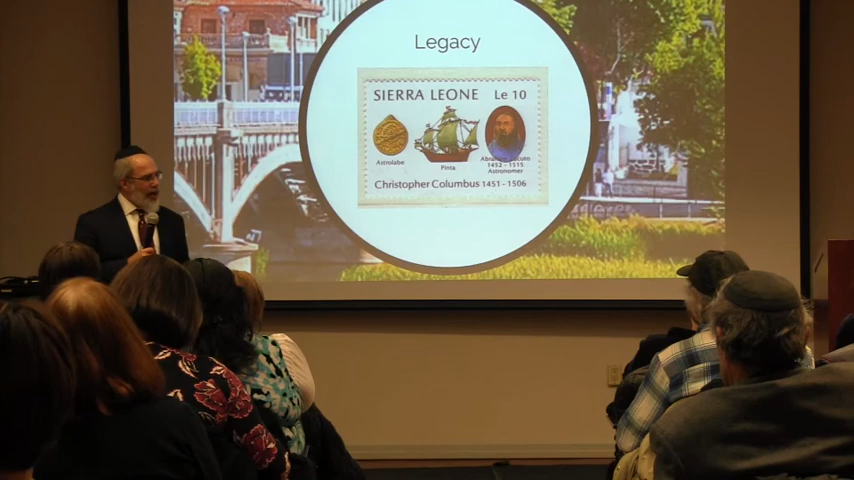 Legacy
SIERRA LEONE Le 10
Astrolabe
Pinta
1452 - 1515
Astronomer
Christopher Columbus 1451 - 1506